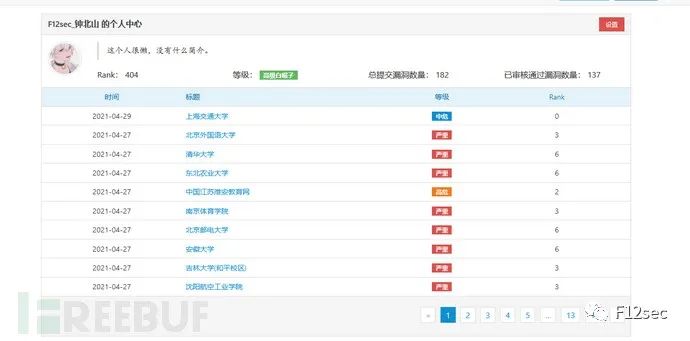 F12sec_钟北山 的个人中心 设置
这个人很懒，没有什么简介。
Rank： 404 等级： 高级白帽子 总提交漏洞数量： 182 已审核通过漏洞数量： 137
时间 标题 等级 Rank
2021-04-29 上海交通大学 中危 0
2021-04-27 北京外国语大学 严重 3
2021-04-27 清华大学 严重 6
2021-04-27 东北农业大学 严重 6
2021-04-27 中国江苏淮安教育网 高危 2
2021-04-27 南京体育学院 严重 3
2021-04-27 北京邮电大学 严重 6
2021-04-27 安徽大学 严重 6
2021-04-27 吉林大学(和平校区) 严重 3
2021-04-27 沈阳航空工业学院 严重 3
« 1 2 3 4 5 ... 13
FREEBUF
F12sec